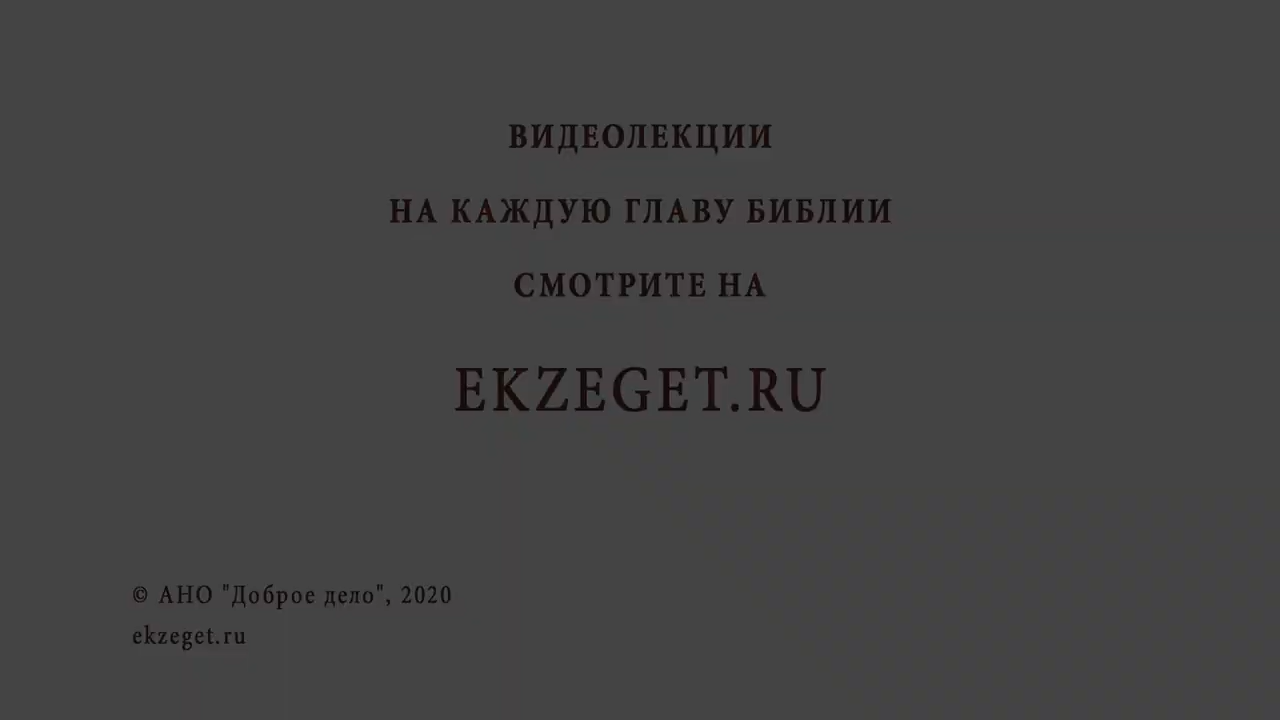 ВИДЕОЛЕКЦИИ
НА КАЖДУЮ ГЛАВУ БИБЛИИ
СМОТРИТЕ НА
EKZEGET.RU
© АНО "Доброе дело", 2020
ekzeget.ru